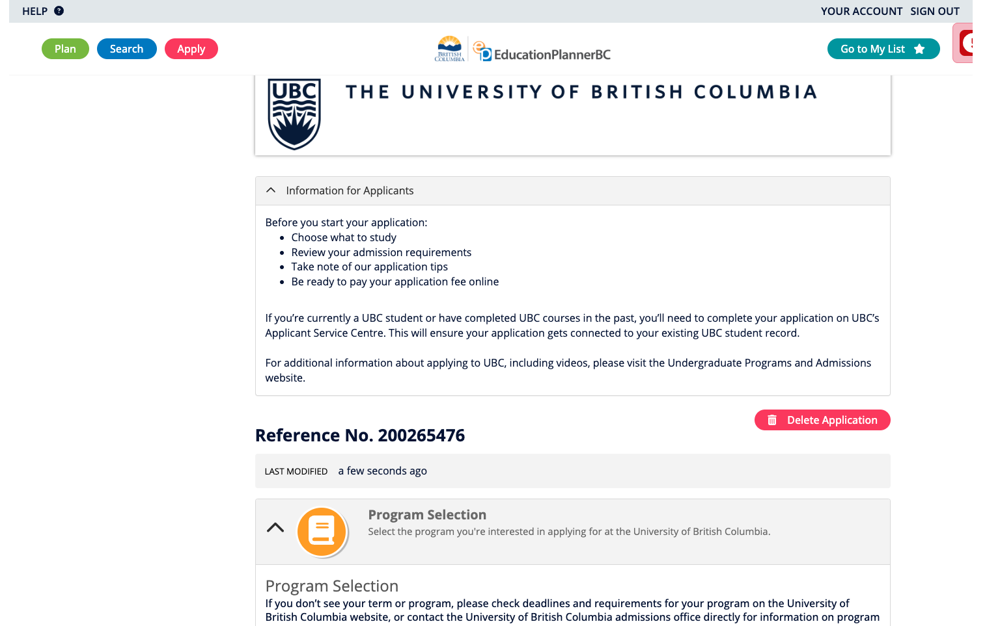 HELP ?
YOUR ACCOUNT SIGN OUT
Plan Search Apply
BRITISH
COLUMBIA
EducationPlannerBC
Go to My List
UBC
THE UNIVERSITY OF BRITISH COLUMBIA
Information for Applicants
Before you start your application:
• Choose what to study
• Review your admission requirements
• Take note of our application tips
• Be ready to pay your application fee online
If you’re currently a UBC student or have completed UBC courses in the past, you’ll need to complete your application on UBC’s
Applicant Service Centre. This will ensure your application gets connected to your existing UBC student record.
For additional information about applying to UBC, including videos, please visit the Undergraduate Programs and Admissions
website.
Delete Application
Reference No. 200265476
LAST MODIFIED a few seconds ago
Program Selection
Select the program you're interested in applying for at the University of British Columbia.
Program Selection
If you don’t see your term or program, please check deadlines and requirements for your program on the University of
British Columbia website, or contact the University of British Columbia admissions office directly for information on program